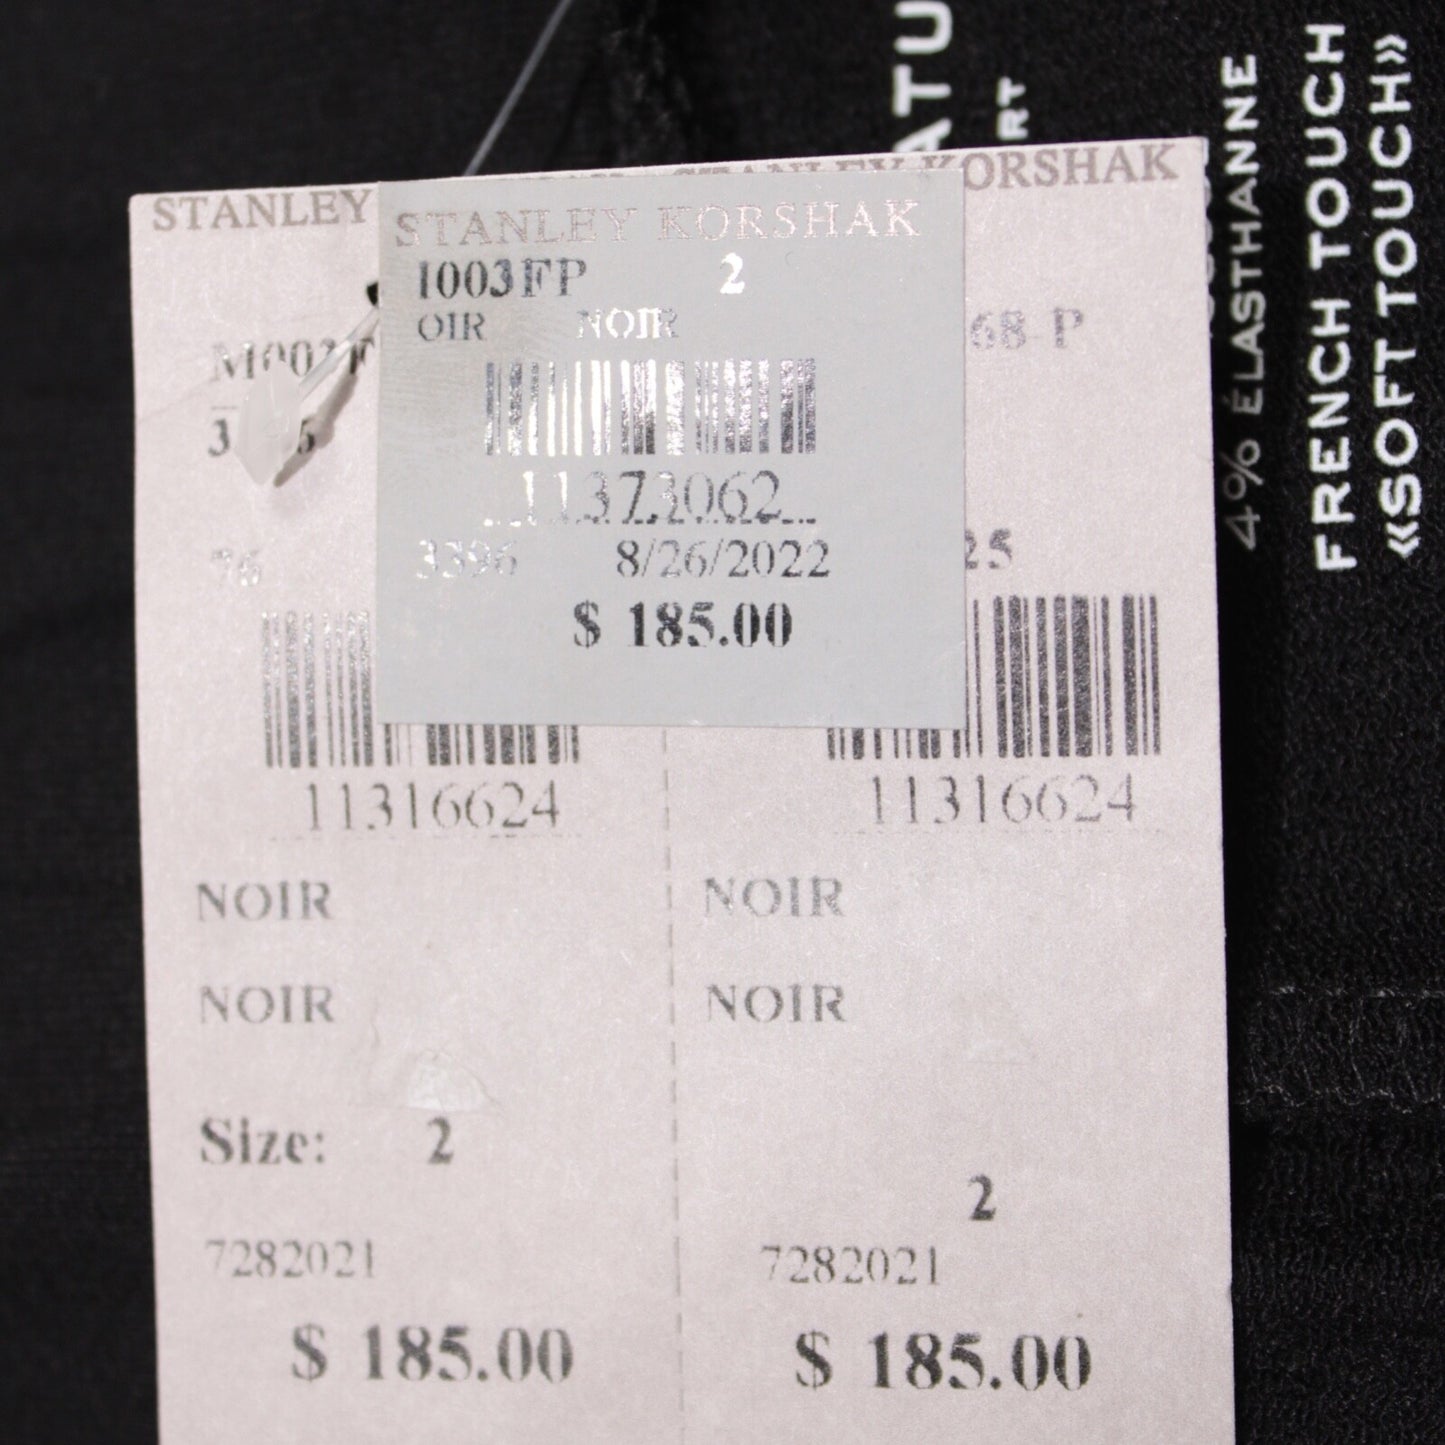 STANLEY
KORSHAK
STANLEY KORSHAK
1003FP 2
OIR NOIR
11373062
3396 8/26/2022
$ 185.00
68 P
76
25
11316624
11316624
NOIR
NOIR
NOIR
NOIR
Size: 2
2
7282021
7282021
$ 185.00
$ 185.00
4% ÉLASTHANNE
FRENCH TOUCH
«SOFT TOUCH»